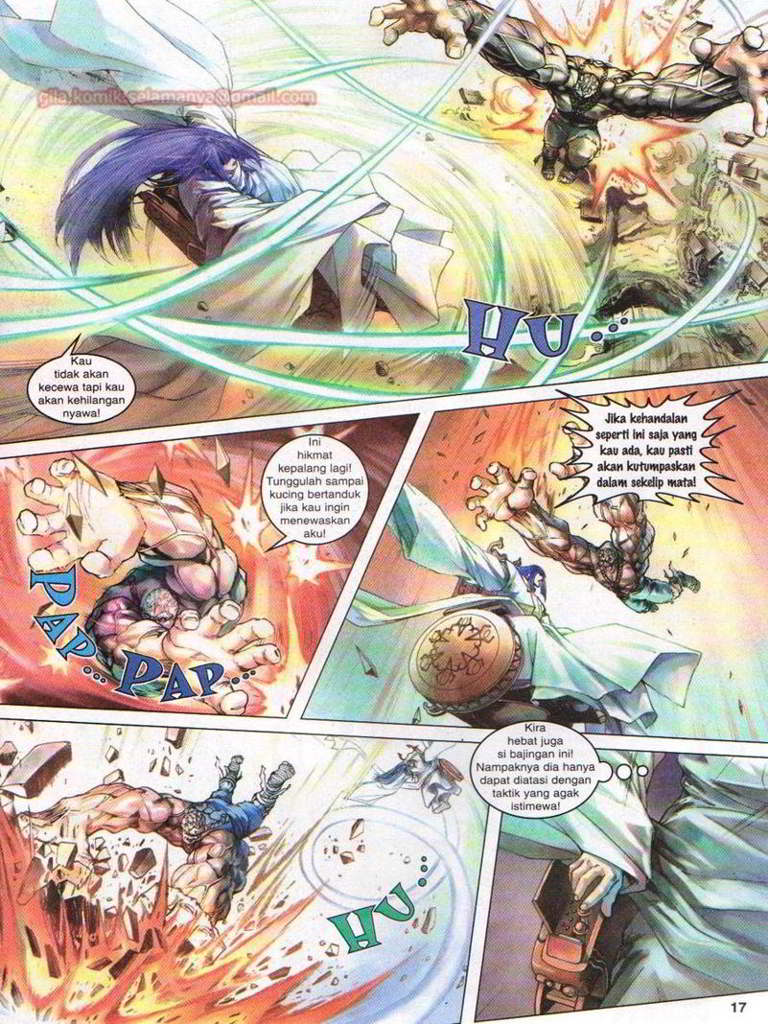 gila.komik.selamanya@gmail.com
HU...
Kau
tidak akan
kecewa tapi kau
akan kehilangan
nyawa!
Ini
hikmat
kepalang lagi!
Tunggulah sampai
kucing bertanduk
jika kau ingin
menewaskan
aku!
PAP... PAP...
Jika kehandalan
seperti ini saja yang
kau ada, kau pasti
akan kutumpaskan
dalam sekelip mata!
HU...
Kira
hebat juga
si bajingan ini!
Nampaknya dia hanya
dapat diatasi dengan
taktik yang agak
istimewa!
17